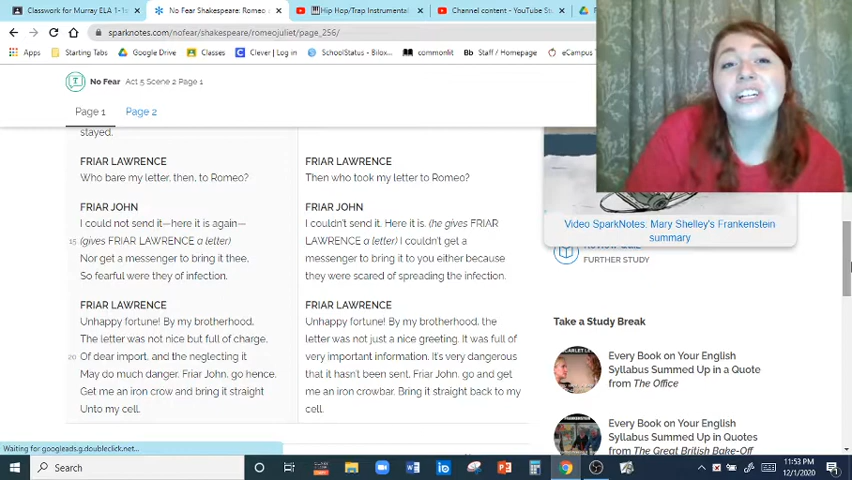 Classwork for Murray ELA 1-1s
No Fear Shakespeare: Romeo
Hip Hop/Trap Instrumental
Channel content - YouTube St
sparknotes.com/nofear/shakespeare/romeojuliet/page_256/
Apps
Starting Tabs
Google Drive
Classes
Clever | Log in
SchoolStatus - Bilox...
commonlit
Bb Staff / Homepage
eCampus
No Fear Act 5 Scene 2 Page 1
Page 1
Page 2
stayed.
FRIAR LAWRENCE
Who bare my letter, then, to Romeo?
FRIAR JOHN
I could not send it—here it is again—
15 (gives FRIAR LAWRENCE a letter)
Nor get a messenger to bring it thee,
So fearful were they of infection.
FRIAR LAWRENCE
Unhappy fortune! By my brotherhood,
The letter was not nice but full of charge,
20 Of dear import, and the neglecting it
May do much danger. Friar John, go hence.
Get me an iron crow and bring it straight
Unto my cell.
FRIAR LAWRENCE
Then who took my letter to Romeo?
FRIAR JOHN
I couldn't send it. Here it is. (he gives FRIAR
LAWRENCE a letter) I couldn't get a
messenger to bring it to you either because
they were scared of spreading the infection.
FRIAR LAWRENCE
Unhappy fortune! By my brotherhood, the
letter was not just a nice greeting. It was full of
very important information. It's very dangerous
that it hasn't been sent. Friar John, go and get
me an iron crowbar. Bring it straight back to my
cell.
Video SparkNotes, Mary Shelley's Frankenstein
summary
REVIEW QUIZ
FURTHER STUDY
Take a Study Break
Every Book on Your English
Syllabus Summed Up in a Quote
from The Office
Every Book on Your English
Syllabus Summed Up in Quotes
from The Great British Bake-Off
Waiting for googleads.g.doubleclick.net...
Search
11:53 PM
12/1/2020